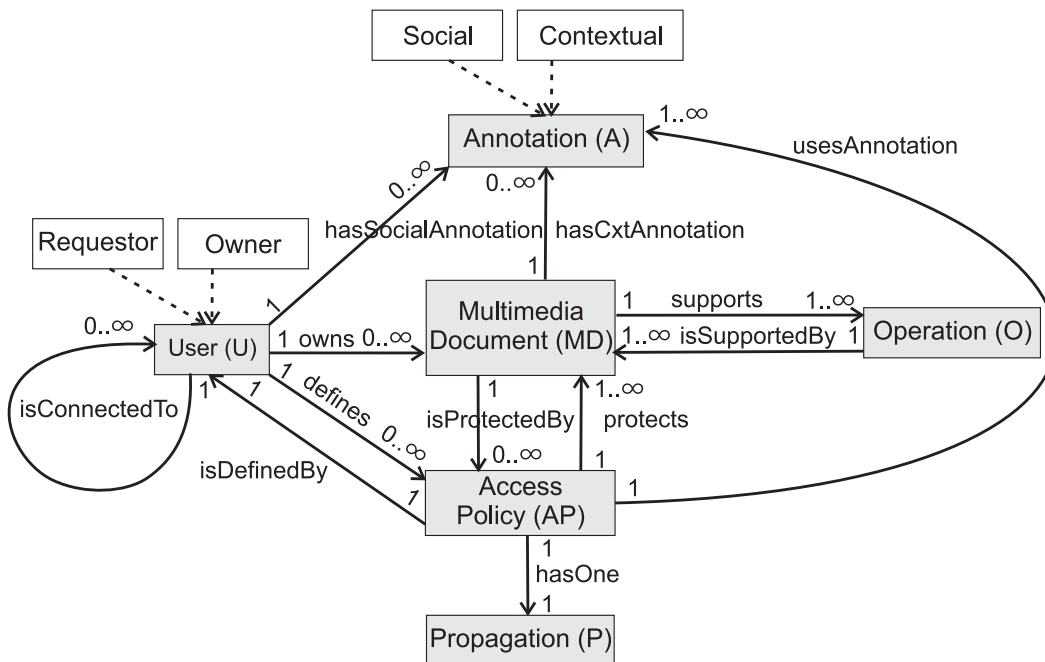 Social
Contextual
1..∞
Annotation (A)
usesAnnotation
0..∞
0..∞
Requestor
Owner
hasSocialAnnotation
hasCxtAnnotation
1
1
Multimedia
Document (MD)
1
supports
1..∞
Operation (O)
0..∞
User (U)
1
owns
0..∞
1..∞
isSupportedBy
1
isConnectedTo
1
1
1
defines
0..∞
1
isProtectedBy
0..∞
1..∞
protects
1
isDefinedBy
1
Access
Policy (AP)
1
1
hasOne
1
Propagation (P)